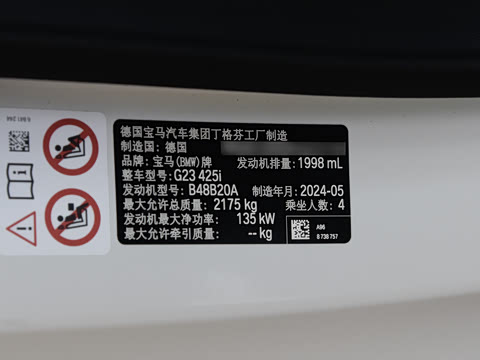 德国宝马汽车集团丁格芬工厂制造
制造国：德国
品牌：宝马(BMW)牌 发动机排量：1998 mL
整车型号：G23 425i
发动机型号：B48B20A 制造年月：2024-05
最大允许总质量：2175 kg 乘坐人数：4
发动机最大净功率：135 kW
最大允许牵引质量：-- kg
A96
8 738 757